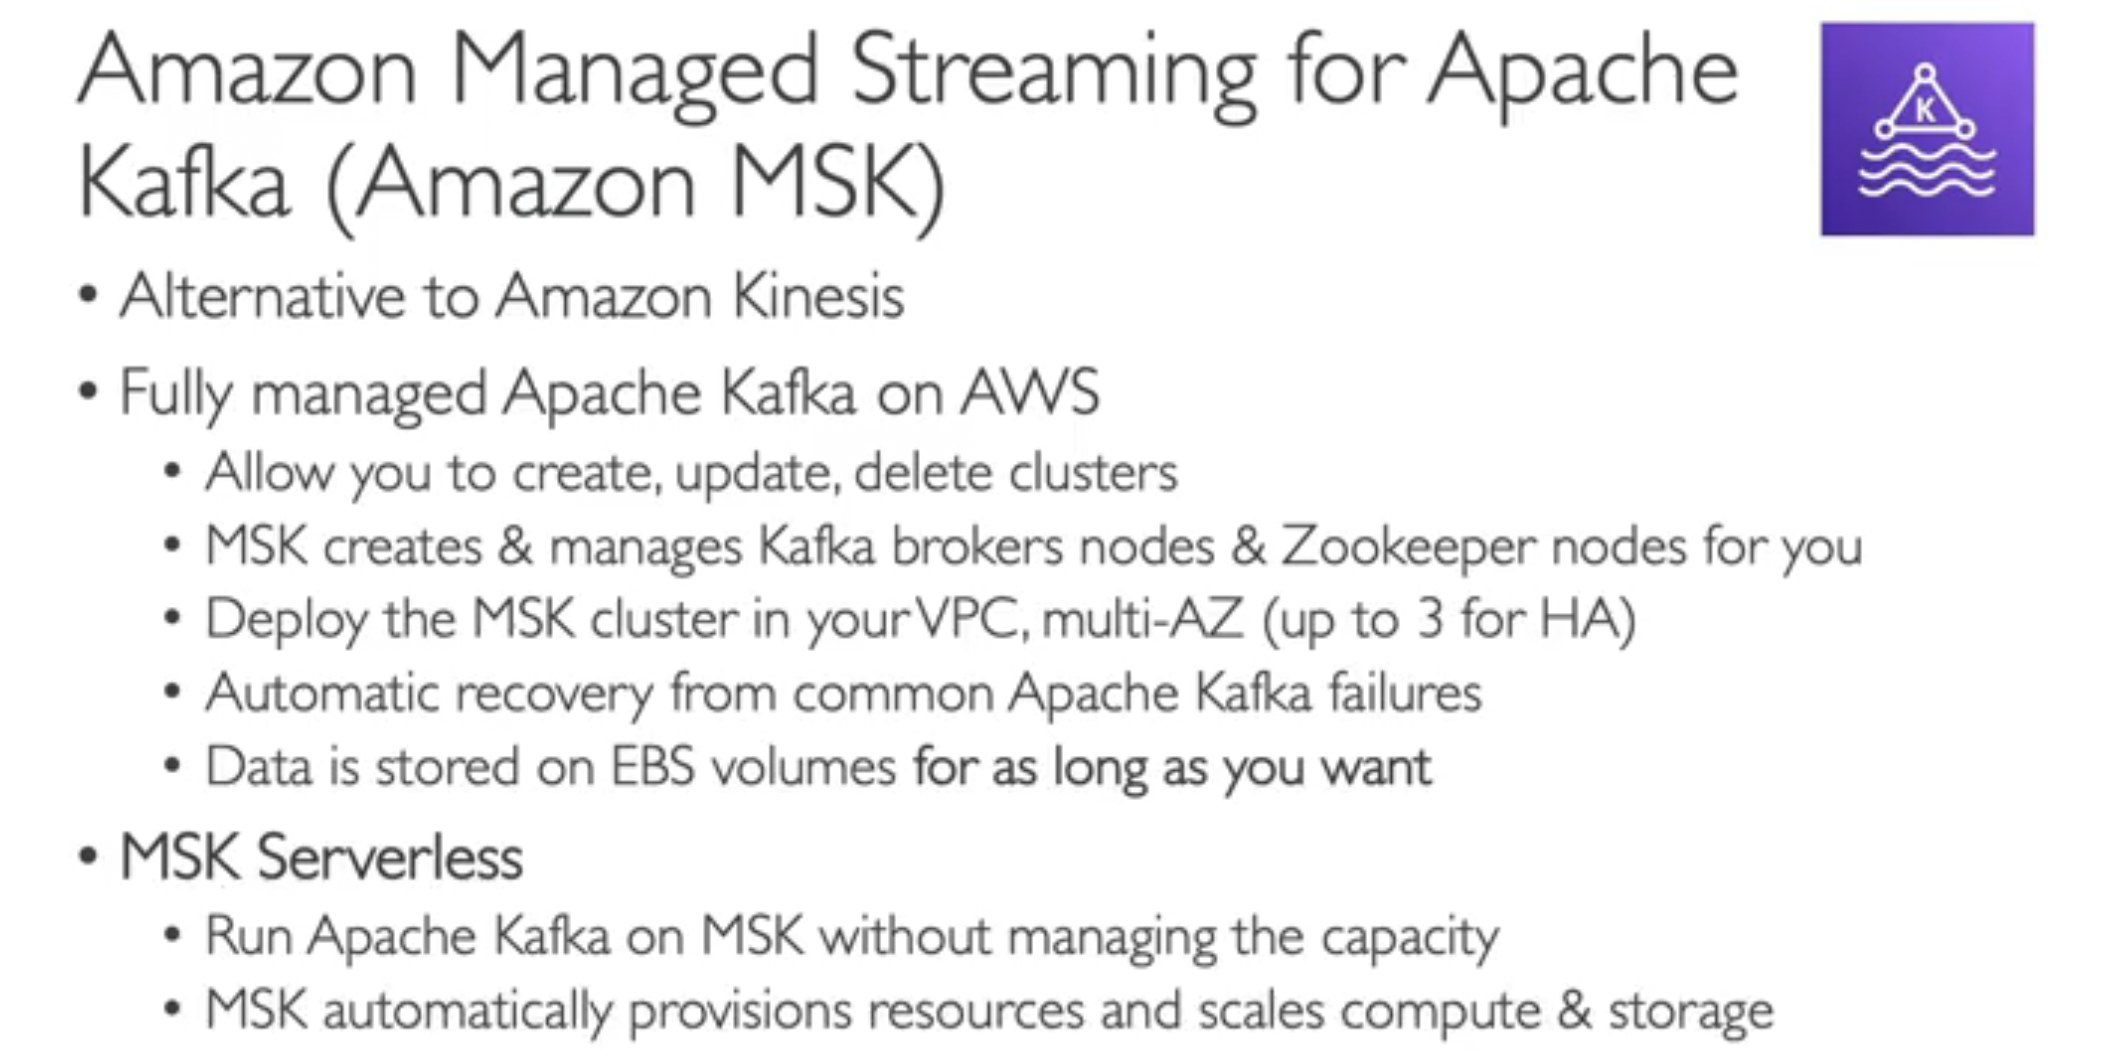 Amazon Managed Streaming for Apache
Kafka (Amazon MSK)
K
• Alternative to Amazon Kinesis
• Fully managed Apache Kafka on AWS
• Allow you to create, update, delete clusters
• MSK creates & manages Kafka brokers nodes & Zookeeper nodes for you
• Deploy the MSK cluster in your VPC, multi-AZ (up to 3 for HA)
• Automatic recovery from common Apache Kafka failures
• Data is stored on EBS volumes for as long as you want
• MSK Serverless
• Run Apache Kafka on MSK without managing the capacity
• MSK automatically provisions resources and scales compute & storage